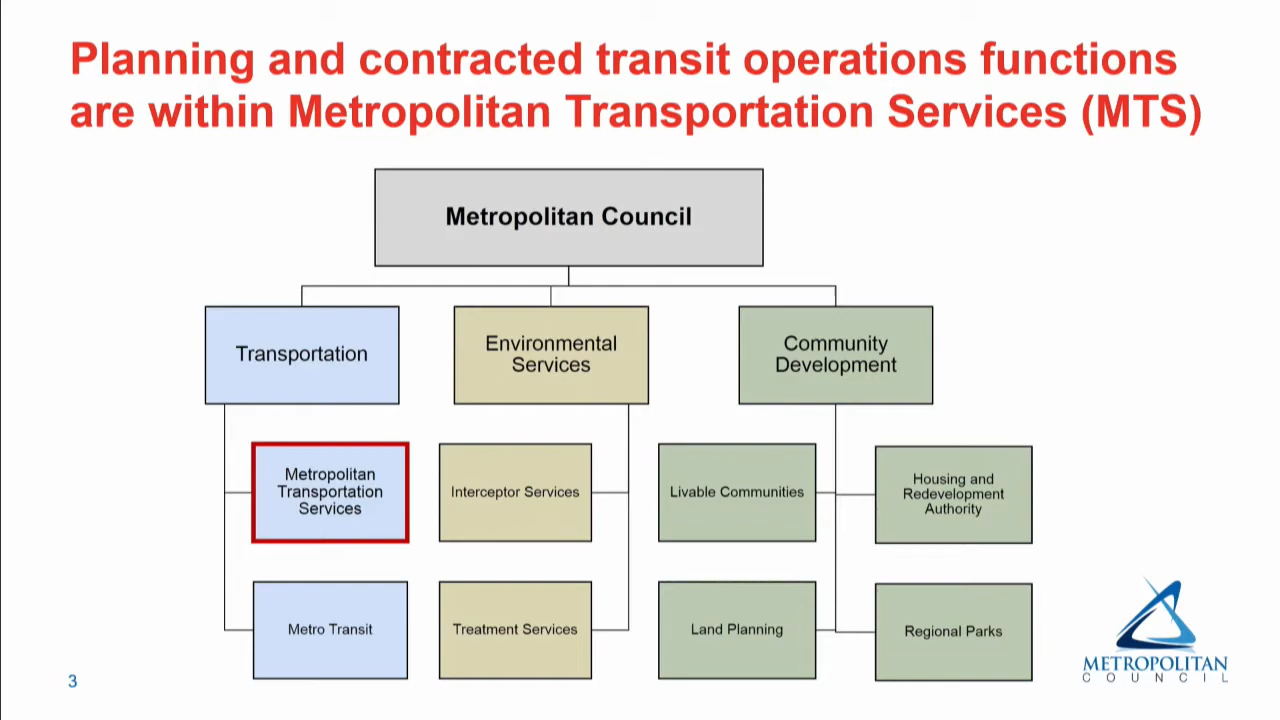 Planning and contracted transit operations functions
are within Metropolitan Transportation Services (MTS)
Metropolitan Council
Transportation
Environmental
Services
Community
Development
Metropolitan
Transportation
Services
Interceptor Services
Livable Communities
Housing and
Redevelopment
Authority
Metro Transit
Treatment Services
Land Planning
Regional Parks
METROPOLITAN
COUNCIL
3